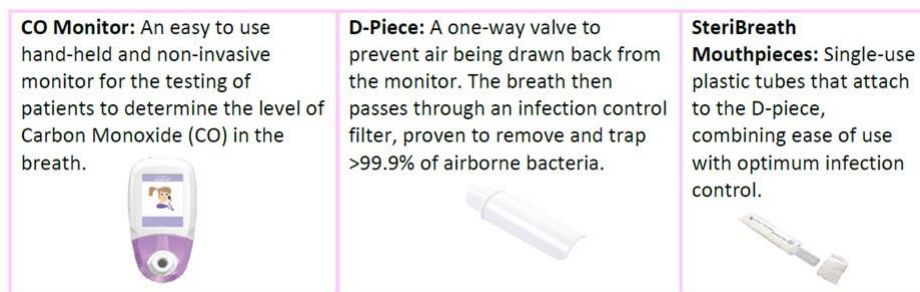 CO Monitor: An easy to use
hand-held and non-invasive
monitor for the testing of
patients to determine the level of
Carbon Monoxide (CO) in the
breath.
D-Piece: A one-way valve to
prevent air being drawn back from
the monitor. The breath then
passes through an infection control
filter, proven to remove and trap
>99.9% of airborne bacteria.
SteriBreath
Mouthpieces: Single-use
plastic tubes that attach
to the D-piece,
combining ease of use
with optimum infection
control.